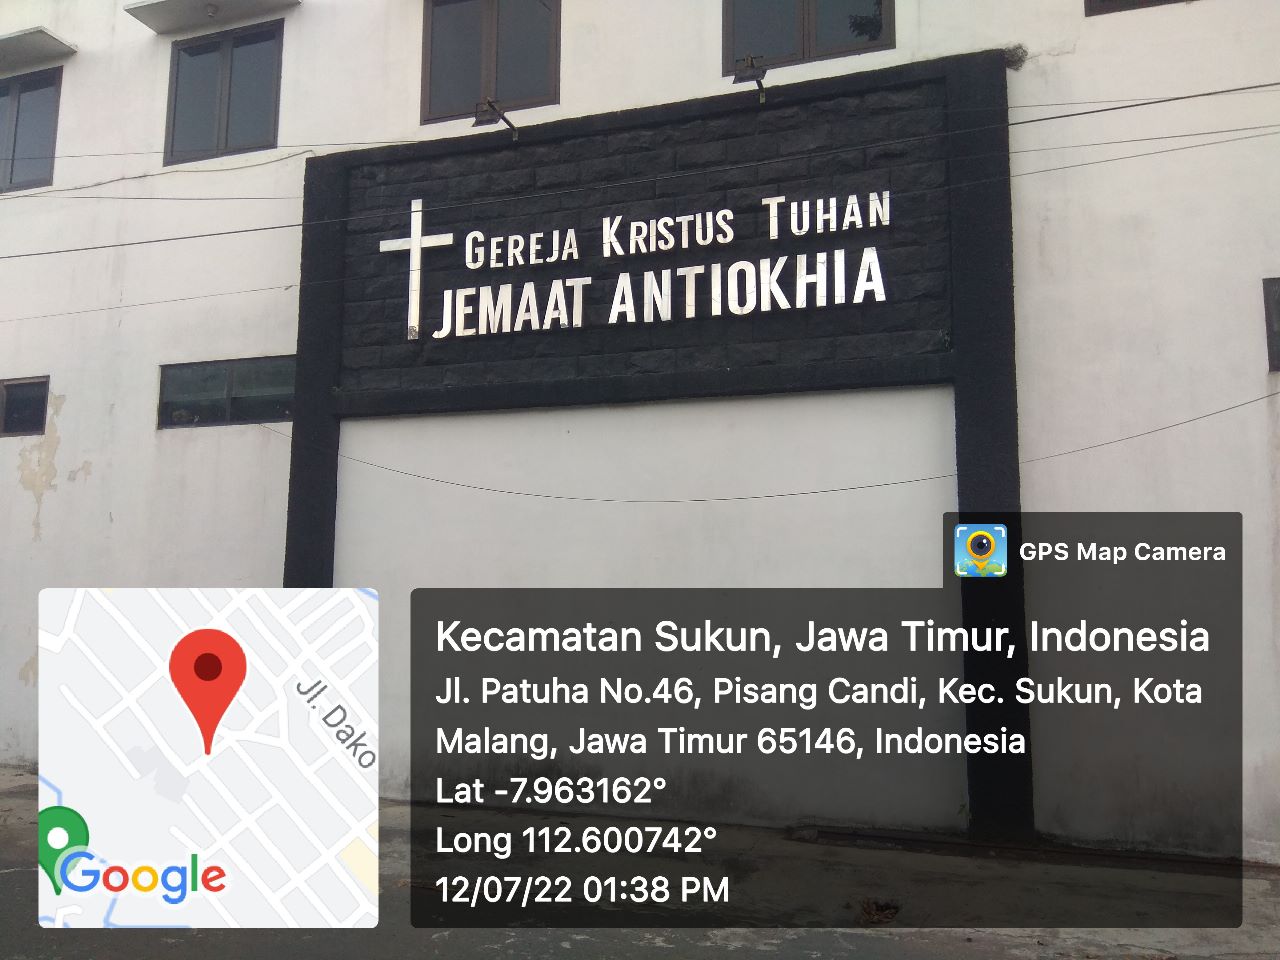 GEREJA KRISTUS TUHAN
JEMAAT ANTIOKHIA
GPS Map Camera
Kecamatan Sukun, Jawa Timur, Indonesia
Jl. Patuha No.46, Pisang Candi, Kec. Sukun, Kota
Malang, Jawa Timur 65146, Indonesia
Lat -7.963162°
Long 112.600742°
12/07/22 01:38 PM
Jl. Dako
Google